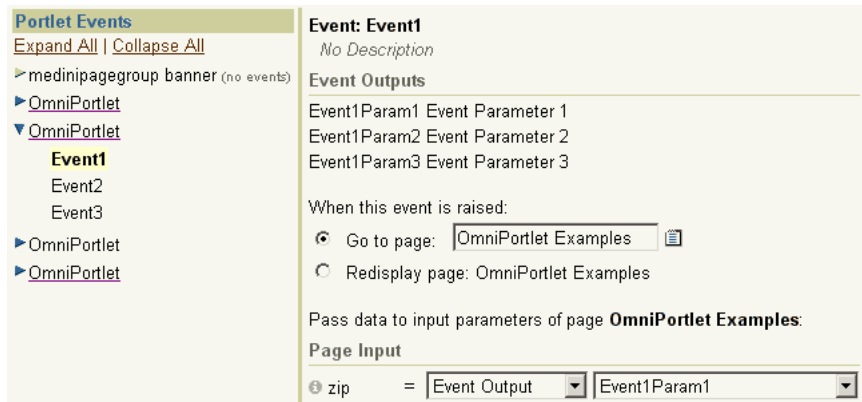 Portlet Events
Expand All | Collapse All
medinipagegroup banner (no events)
OmniPortlet
OmniPortlet
Event1
Event2
Event3
OmniPortlet
OmniPortlet
Event: Event1
No Description
Event Outputs
Event1Param1 Event Parameter 1
Event1Param2 Event Parameter 2
Event1Param3 Event Parameter 3
When this event is raised:
Go to page: OmniPortlet Examples
Redisplay page: OmniPortlet Examples
Pass data to input parameters of page OmniPortlet Examples:
Page Input
zip = Event Output Event1Param1